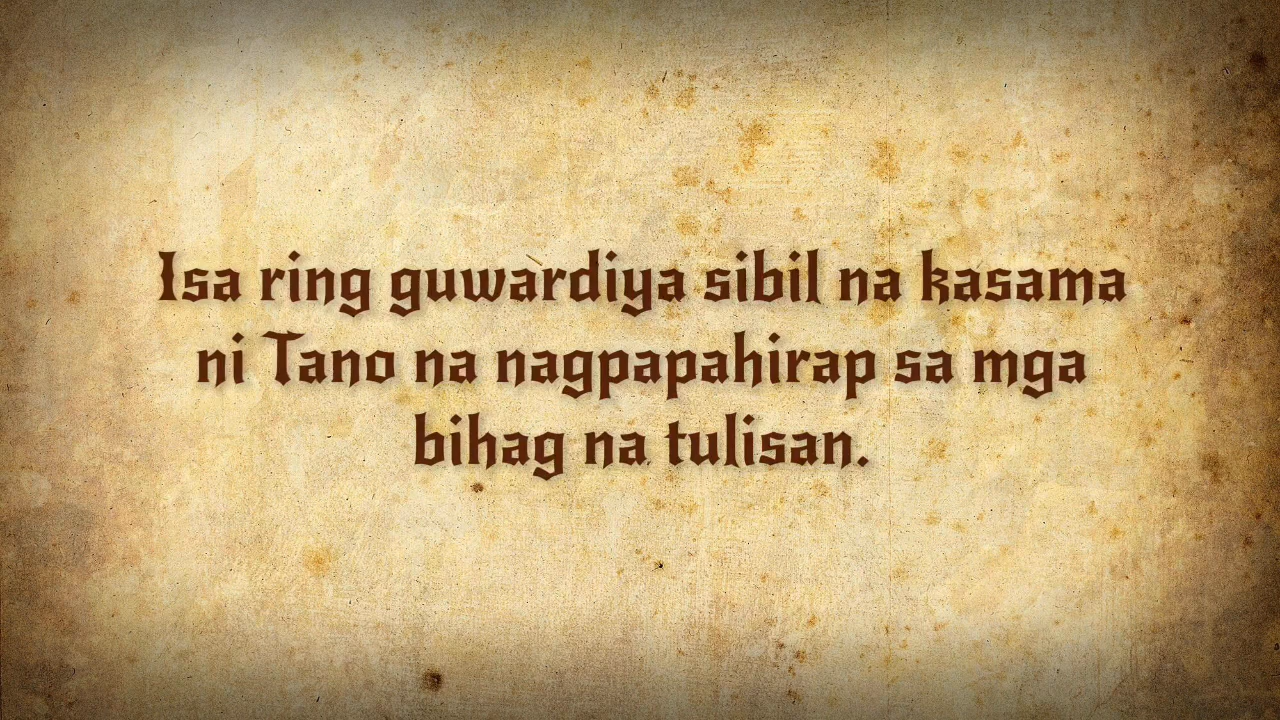 Isa ring guwardiya sibil na kasama
ni Tano na nagpapahirap sa mga
bihag na tulisan.